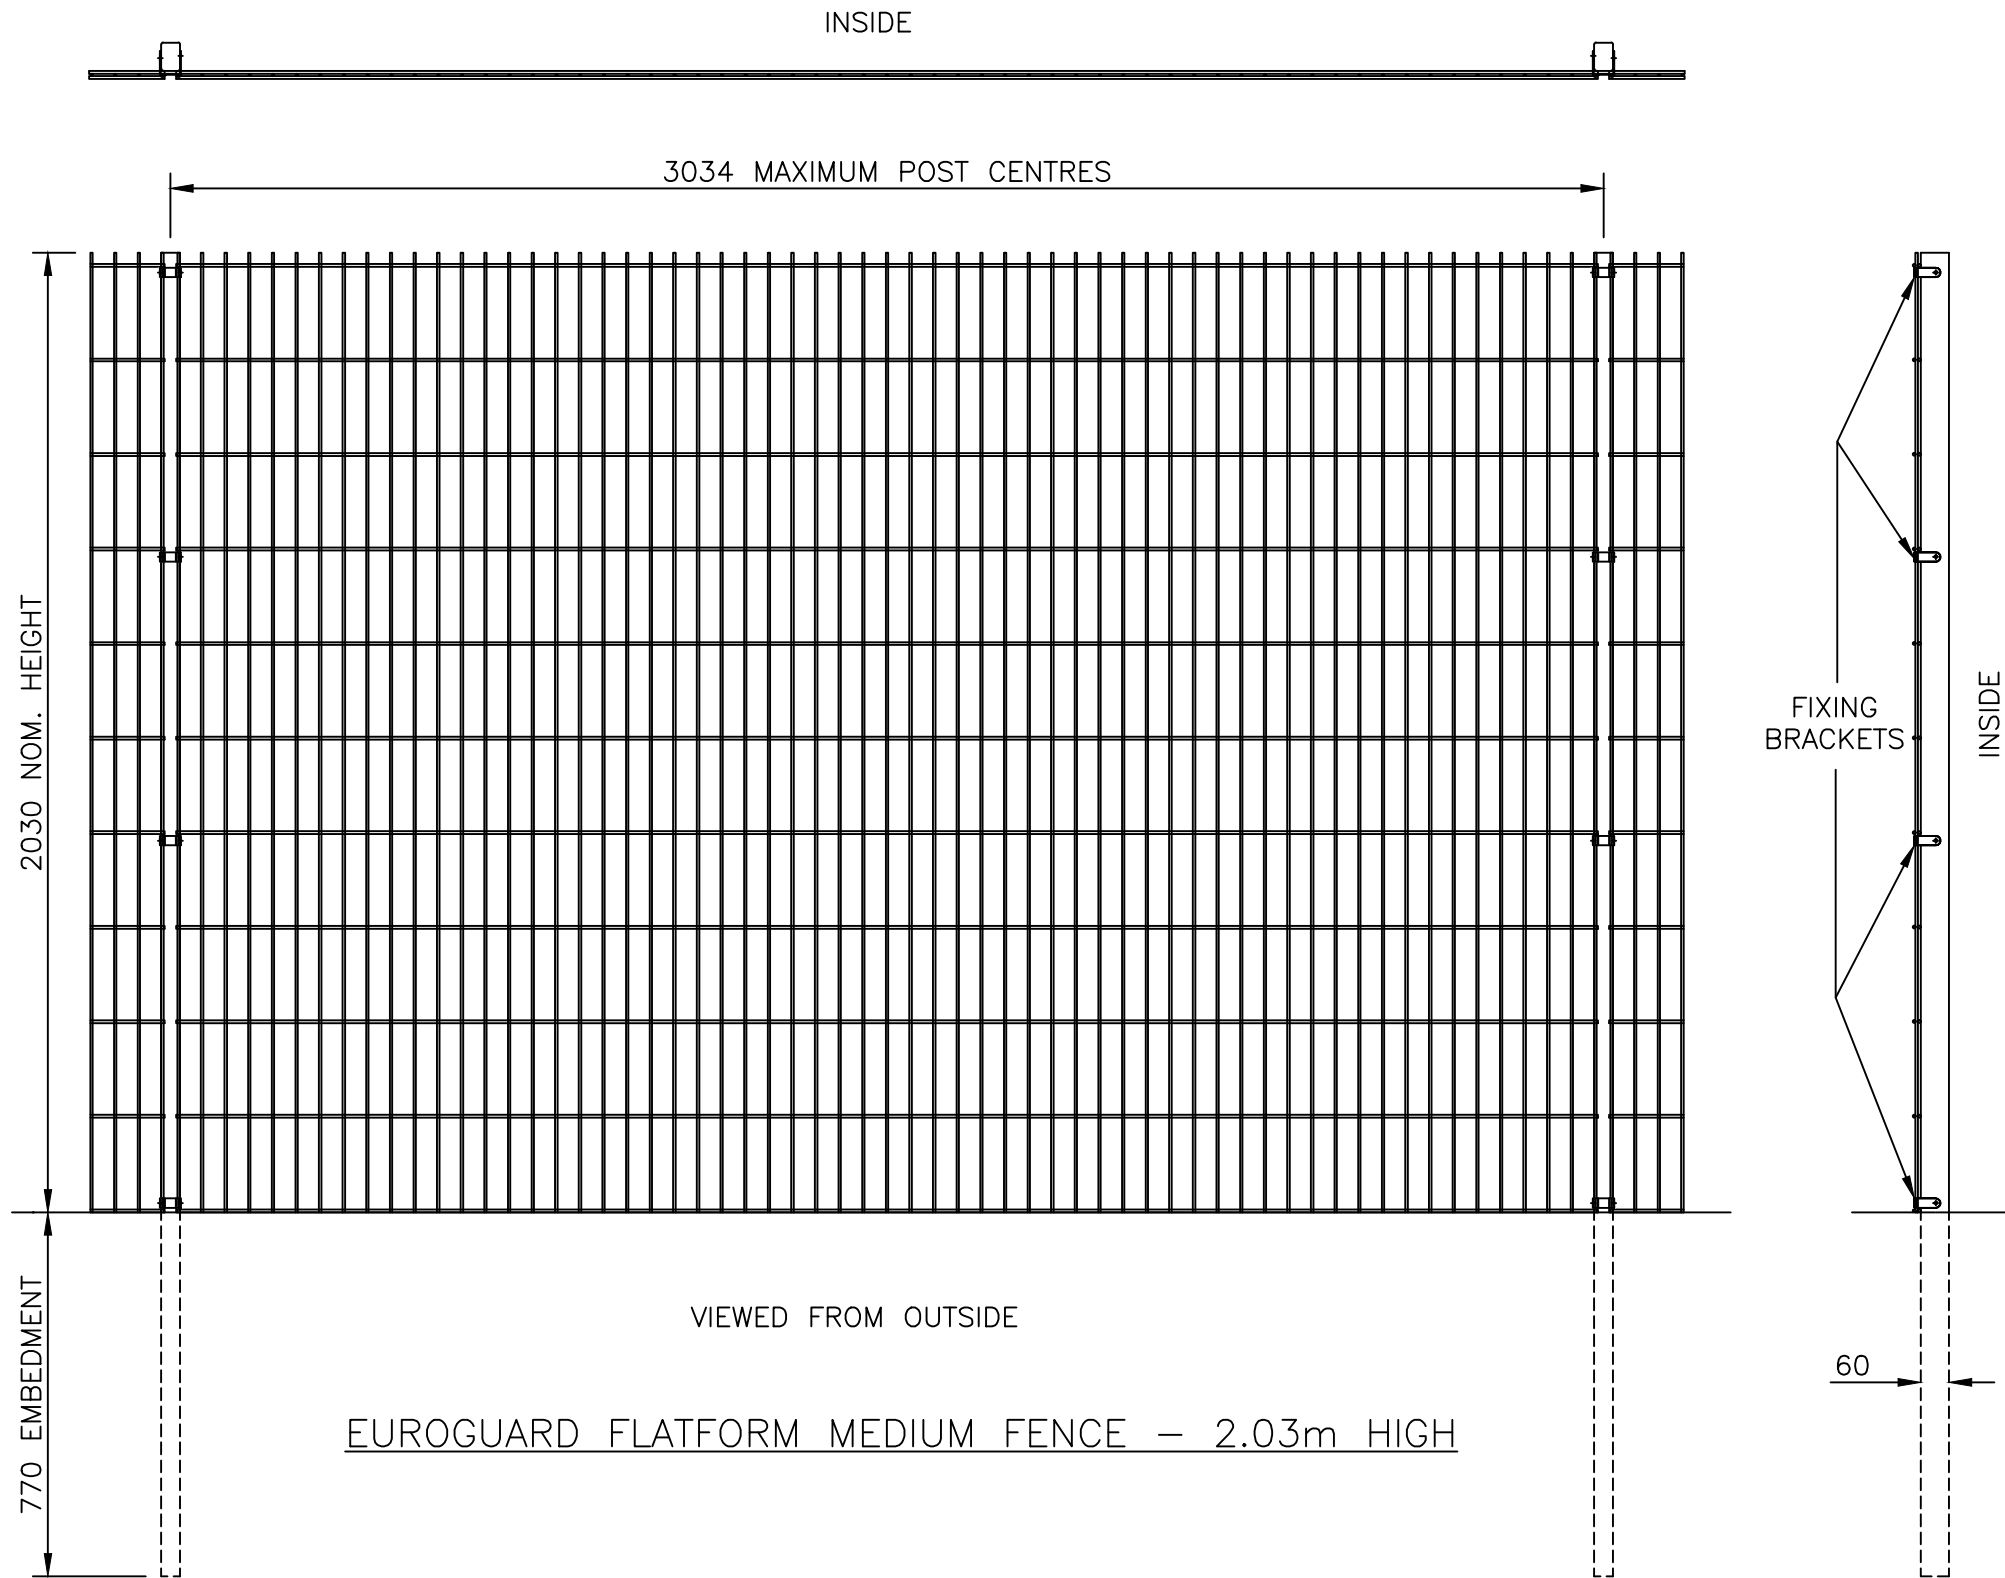 INSIDE
3034 MAXIMUM POST CENTRES
2030 NOM. HEIGHT
FIXING
BRACKETS
INSIDE
770 EMBEDMENT
VIEWED FROM OUTSIDE
60
EUROGUARD FLATFORM MEDIUM FENCE – 2.03m HIGH